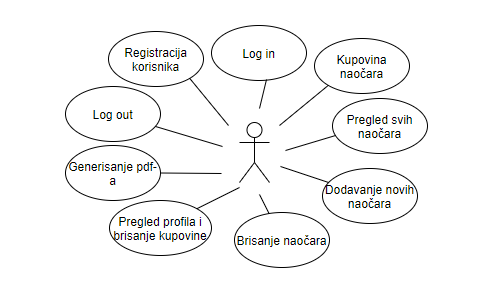 Registracija
korisnika
Log in
Kupovina
naočara
Log out
Pregled svih
naočara
Generisanje pdf-
a
Dodavanje novih
naočara
Pregled profila i
brisanje kupovine
Brisanje naočara